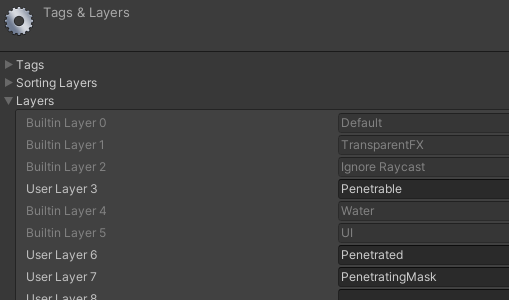 Tags & Layers
Tags
Sorting Layers
Layers
Builtin Layer 0 Default
Builtin Layer 1 TransparentFX
Builtin Layer 2 Ignore Raycast
User Layer 3 Penetrable
Builtin Layer 4 Water
Builtin Layer 5 UI
User Layer 6 Penetrated
User Layer 7 PenetratingMask
User Layer 8